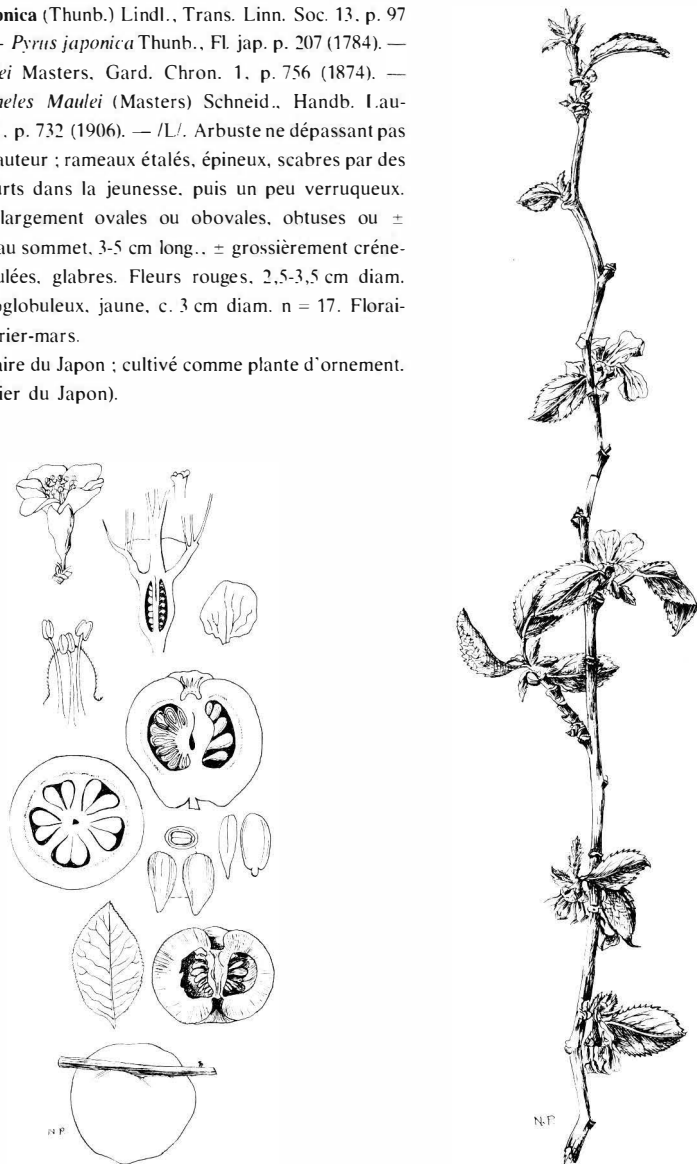 onica (Thunb.) Lindl., Trans. Linn. Soc. 13, p. 97
- Pyrus japonica Thunb., Fl. jap. p. 207 (1784). —
ei Masters, Gard. Chron. 1, p. 756 (1874). —
neles Maulei (Masters) Schneid., Handb. Lau-
, p. 732 (1906). — /L/. Arbuste ne dépassant pas
auteur ; rameaux étalés, épineux, scabres par des
urts dans la jeunesse, puis un peu verruqueux.
largement ovales ou obovales, obtuses ou ±
au sommet, 3-5 cm long., ± grossièrement créne-
ulées, glabres. Fleurs rouges, 2,5-3,5 cm diam.
oglobuleux, jaune, c. 3 cm diam. n = 17. Florai-
rier-mars.
aire du Japon ; cultivé comme plante d'ornement.
ier du Japon).
N.P.
N.P.